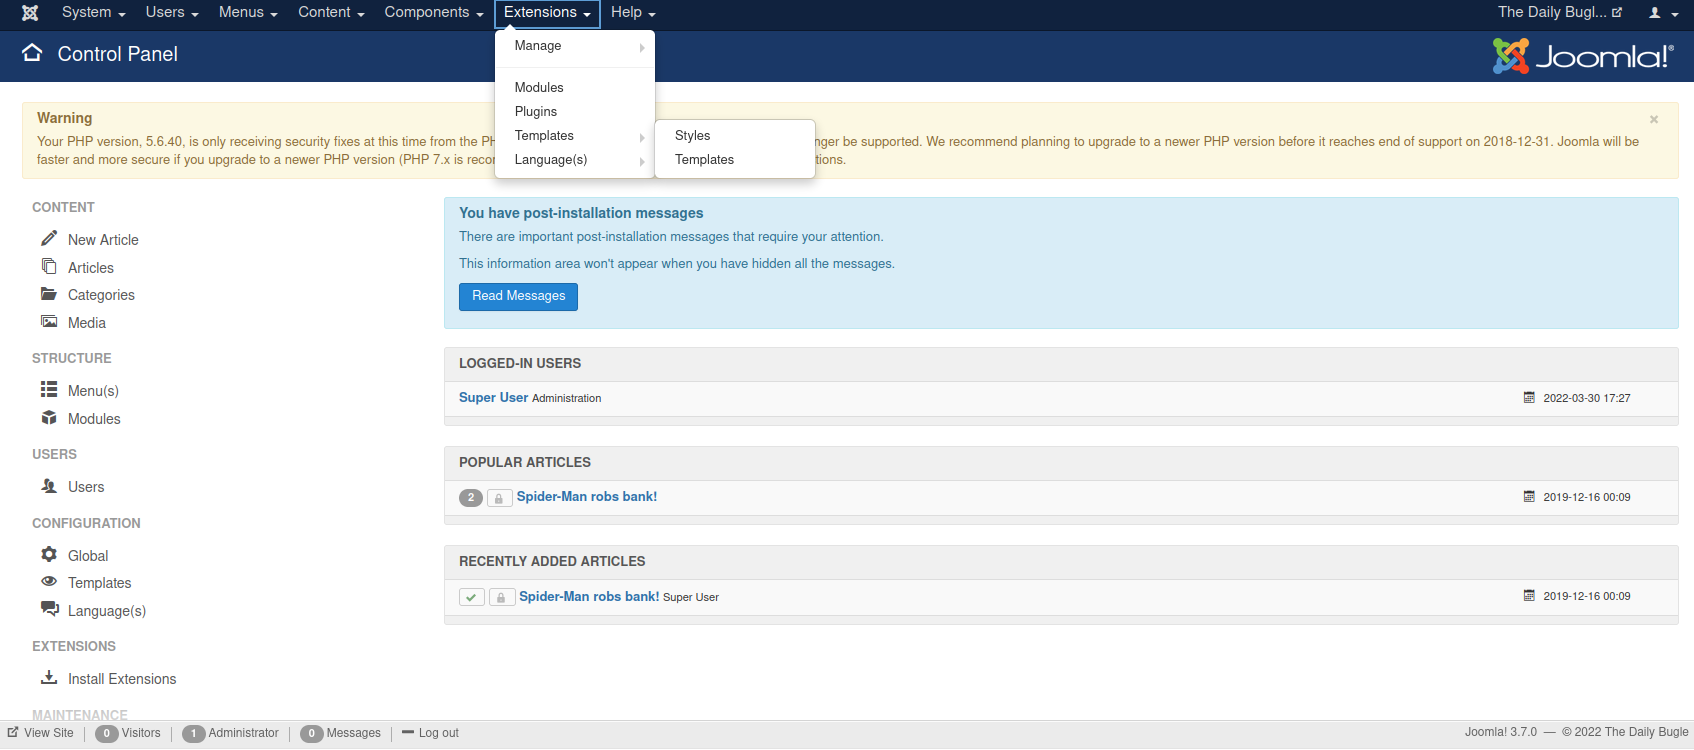 System Users Menus Content Components Extensions Help The Daily Bugl...
Control Panel
Joomla!®
Manage
Modules
Plugins
Templates
Language(s)
Styles
Templates
Warning ×
Your PHP version, 5.6.40, is only receiving security fixes at this time from the PH nger be supported. We recommend planning to upgrade to a newer PHP version before it reaches end of support on 2018-12-31. Joomla will be
faster and more secure if you upgrade to a newer PHP version (PHP 7.x is recor tions.
CONTENT
New Article
Articles
Categories
Media
STRUCTURE
Menu(s)
Modules
USERS
Users
CONFIGURATION
Global
Templates
Language(s)
EXTENSIONS
Install Extensions
MAINTENANCE
You have post-installation messages
There are important post-installation messages that require your attention.
This information area won't appear when you have hidden all the messages.
Read Messages
LOGGED-IN USERS
Super User Administration 2022-03-30 17:27
POPULAR ARTICLES
2 Spider-Man robs bank! 2019-12-16 00:09
RECENTLY ADDED ARTICLES
Spider-Man robs bank! Super User 2019-12-16 00:09
View Site 0 Visitors 1 Administrator 0 Messages Log out Joomla! 3.7.0 — © 2022 The Daily Bugle